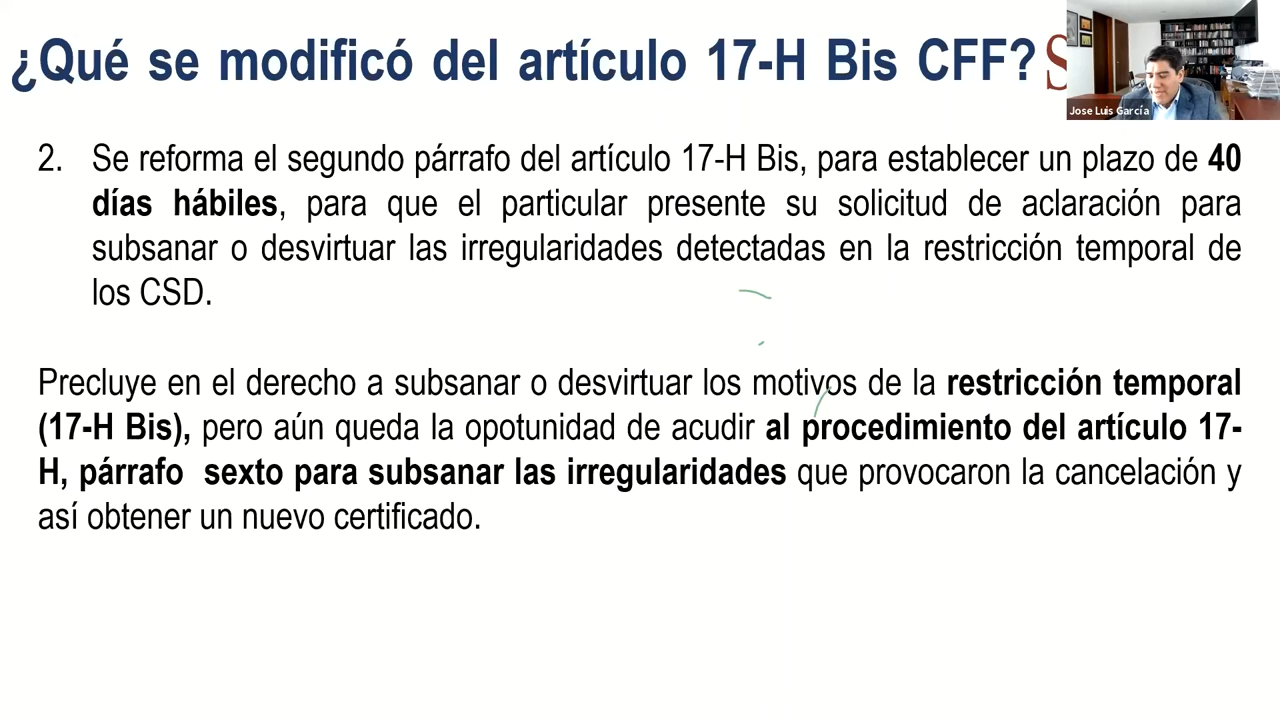 ¿Qué se modificó del artículo 17-H Bis CFF? S
Jose Luis García
2. Se reforma el segundo párrafo del artículo 17-H Bis, para establecer un plazo de 40
días hábiles, para que el particular presente su solicitud de aclaración para
subsanar o desvirtuar las irregularidades detectadas en la restricción temporal de
los CSD.
Precluye en el derecho a subsanar o desvirtuar los motivos de la restricción temporal
(17-H Bis), pero aún queda la opotunidad de acudir al procedimiento del artículo 17-
H, párrafo sexto para subsanar las irregularidades que provocaron la cancelación y
así obtener un nuevo certificado.